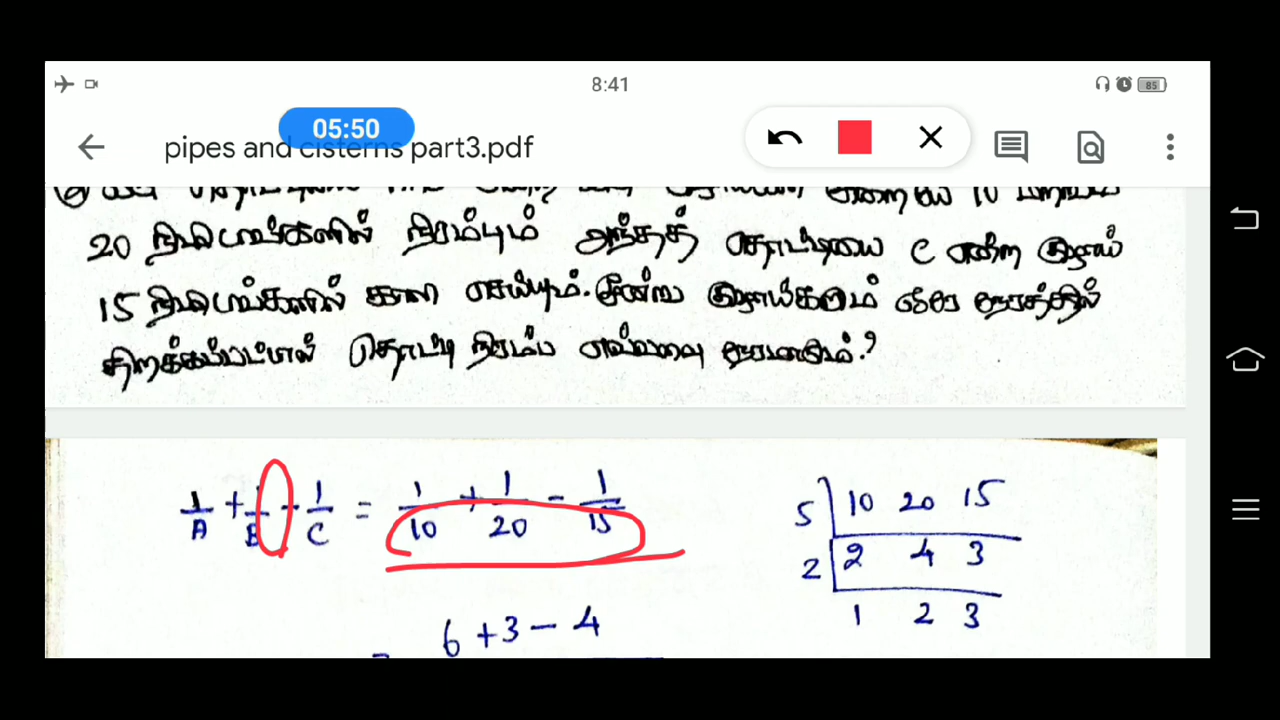 8:41
85
05:50
pipes and cisterns part3.pdf
10
20 நிமிடங்களில் நிரம்பும் அந்தத் தொட்டியை C என்ற குழாய்
15 நிமிடங்களில் காலி செய்யும். மூன்று குழாய்களும் ஒரே நேரத்தில்
திறக்கப்பட்டால் தொட்டி நிரம்ப எவ்வளவு நேரமாகும்?
1/A + 1/B - 1/C = 1/10 + 1/20 - 1/15
5 10 20 15
2 2 4 3
1 2 3
6 + 3 - 4